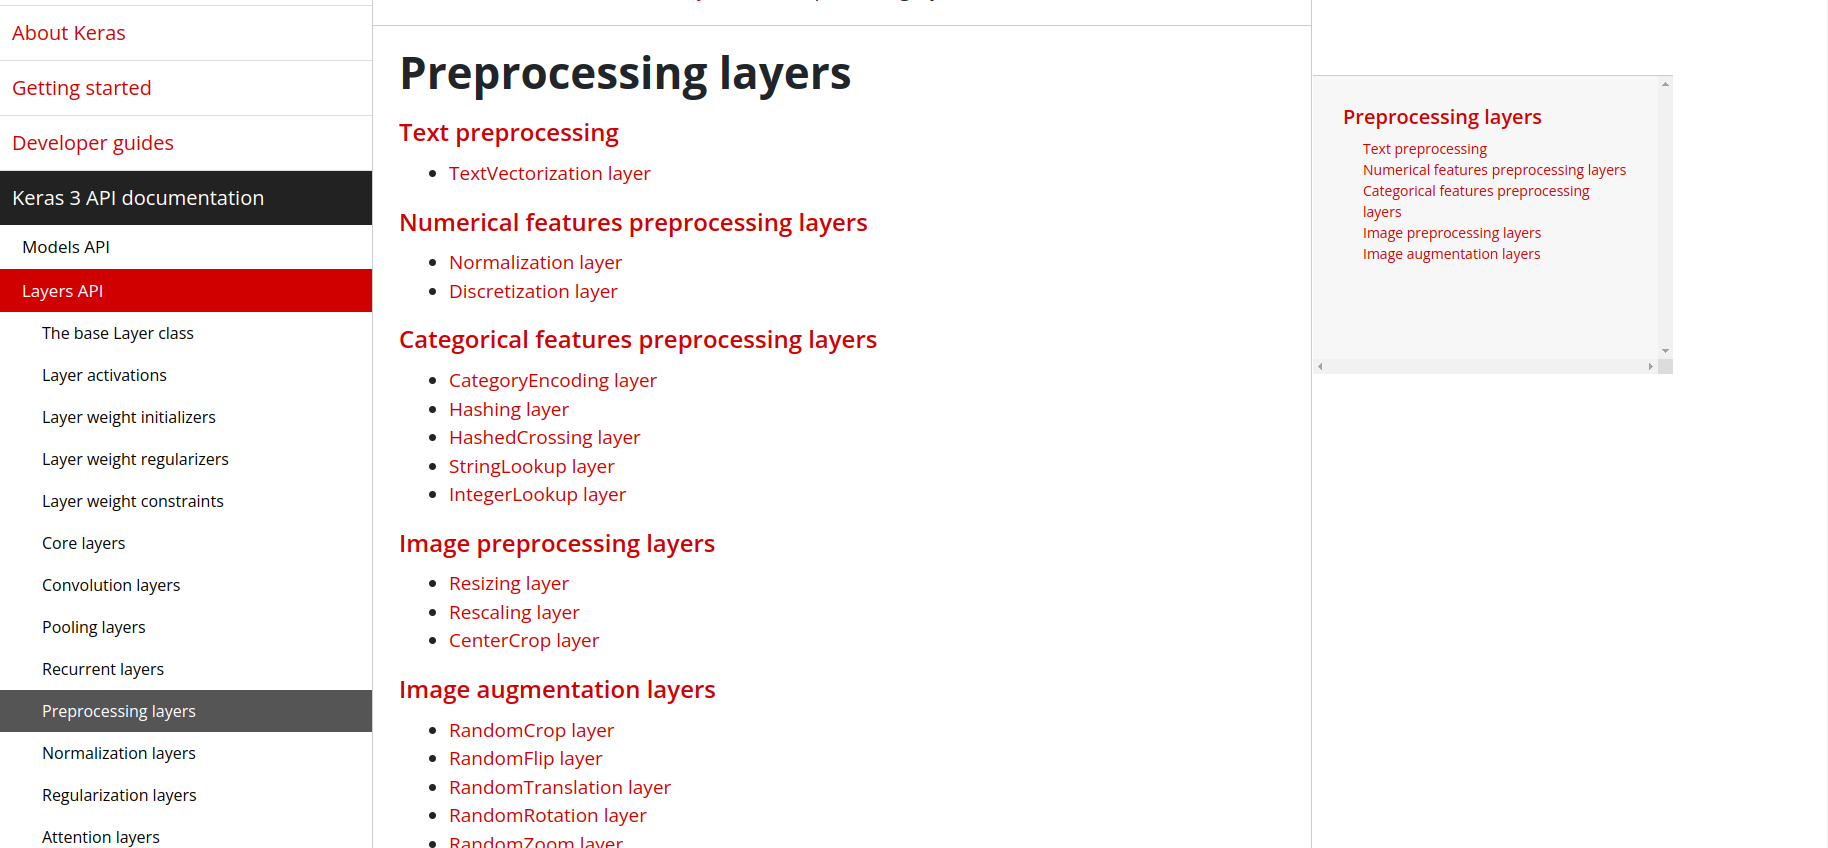 About Keras
Getting started
Developer guides
Keras 3 API documentation
Models API
Layers API
The base Layer class
Layer activations
Layer weight initializers
Layer weight regularizers
Layer weight constraints
Core layers
Convolution layers
Pooling layers
Recurrent layers
Preprocessing layers
Normalization layers
Regularization layers
Attention layers
Preprocessing layers
Text preprocessing
TextVectorization layer
Numerical features preprocessing layers
Normalization layer
Discretization layer
Categorical features preprocessing layers
CategoryEncoding layer
Hashing layer
HashedCrossing layer
StringLookup layer
IntegerLookup layer
Image preprocessing layers
Resizing layer
Rescaling layer
CenterCrop layer
Image augmentation layers
RandomCrop layer
RandomFlip layer
RandomTranslation layer
RandomRotation layer
RandomZoom layer
Preprocessing layers
Text preprocessing
Numerical features preprocessing layers
Categorical features preprocessing
layers
Image preprocessing layers
Image augmentation layers